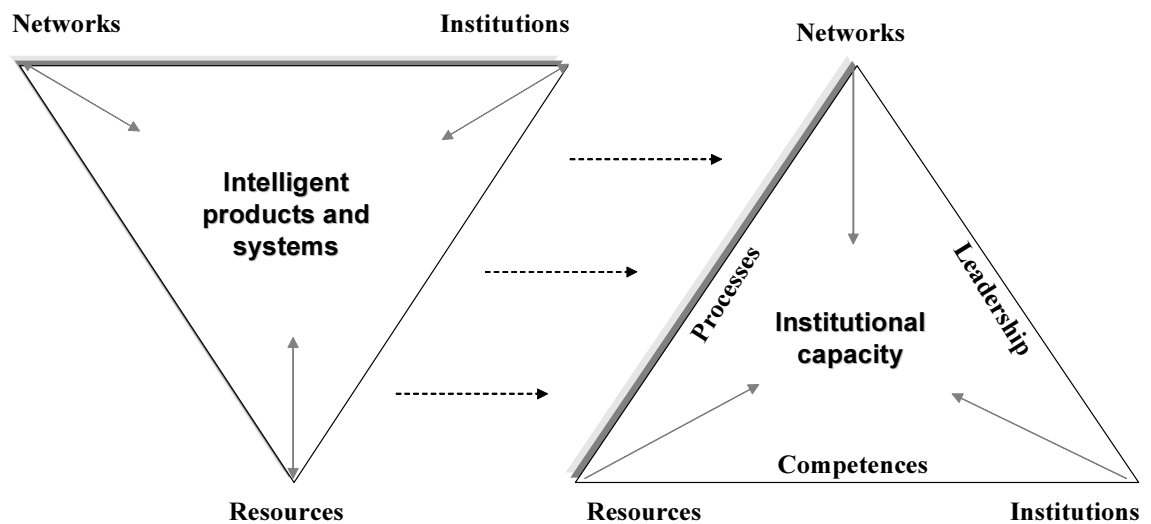 Networks
Institutions
Networks
Intelligent
products and
systems
Processes
Leadership
Institutional
capacity
Competences
Resources
Resources
Institutions